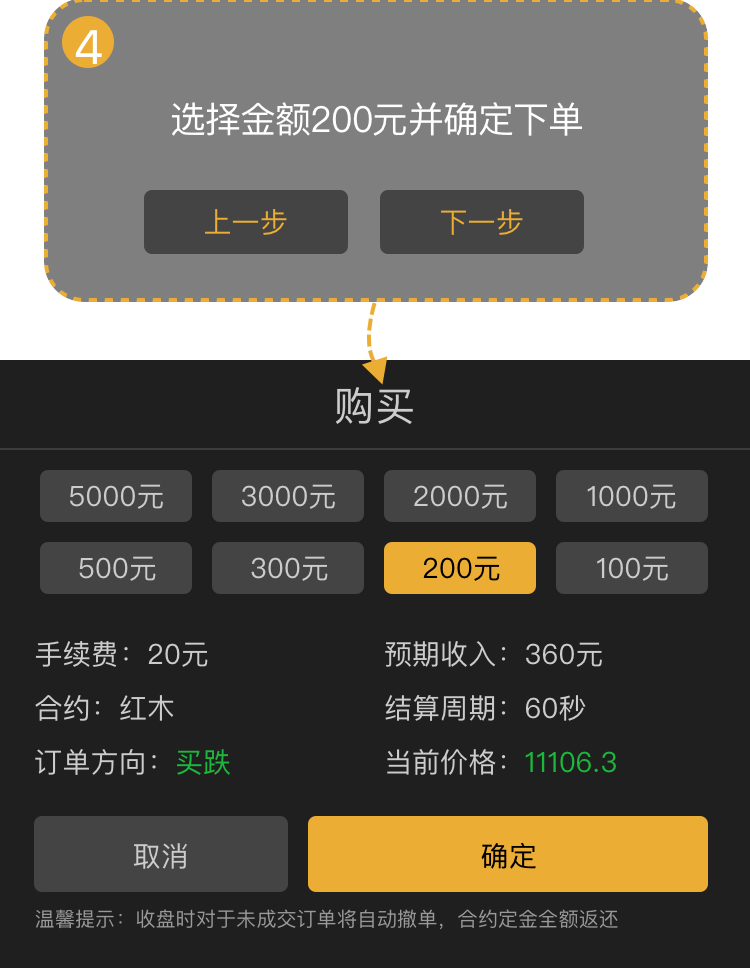 4
选择金额200元并确定下单
上一步 下一步
购买
5000元 3000元 2000元 1000元
500元 300元 200元 100元
手续费：20元 预期收入：360元
合约：红木 结算周期：60秒
订单方向：买跌 当前价格：11106.3
取消 确定
温馨提示：收盘时对于未成交订单将自动撤单，合约定金全额返还